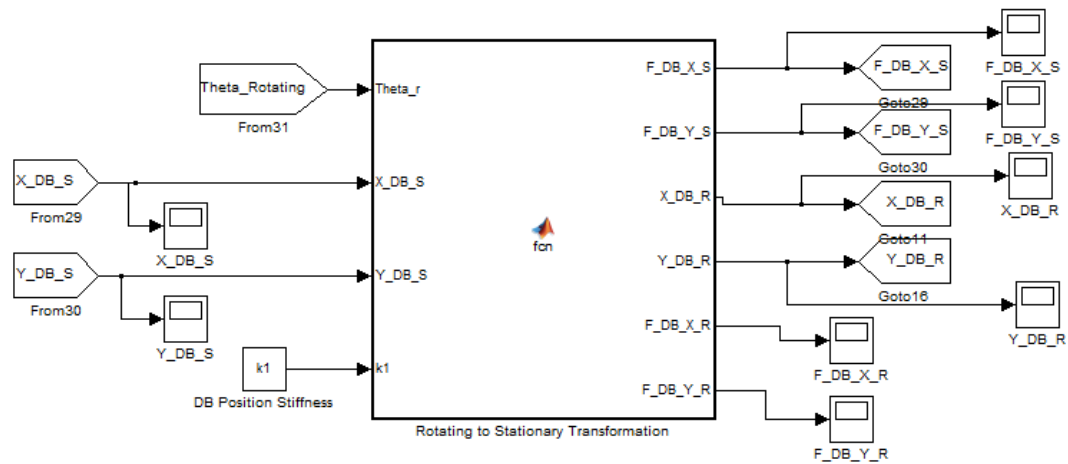 Theta_Rotating
From31
X_DB_S
From29
X_DB_S
Y_DB_S
From30
Y_DB_S
k1
DB Position Stiffness
Theta_r
X_DB_S
Y_DB_S
k1
fcn
F_DB_X_S
F_DB_Y_S
X_DB_R
Y_DB_R
F_DB_X_R
F_DB_Y_R
Rotating to Stationary Transformation
F_DB_X_S
Goto29
F_DB_Y_S
Goto30
X_DB_R
Goto11
Y_DB_R
Goto16
F_DB_X_S
F_DB_Y_S
X_DB_R
Y_DB_R
F_DB_X_R
F_DB_Y_R